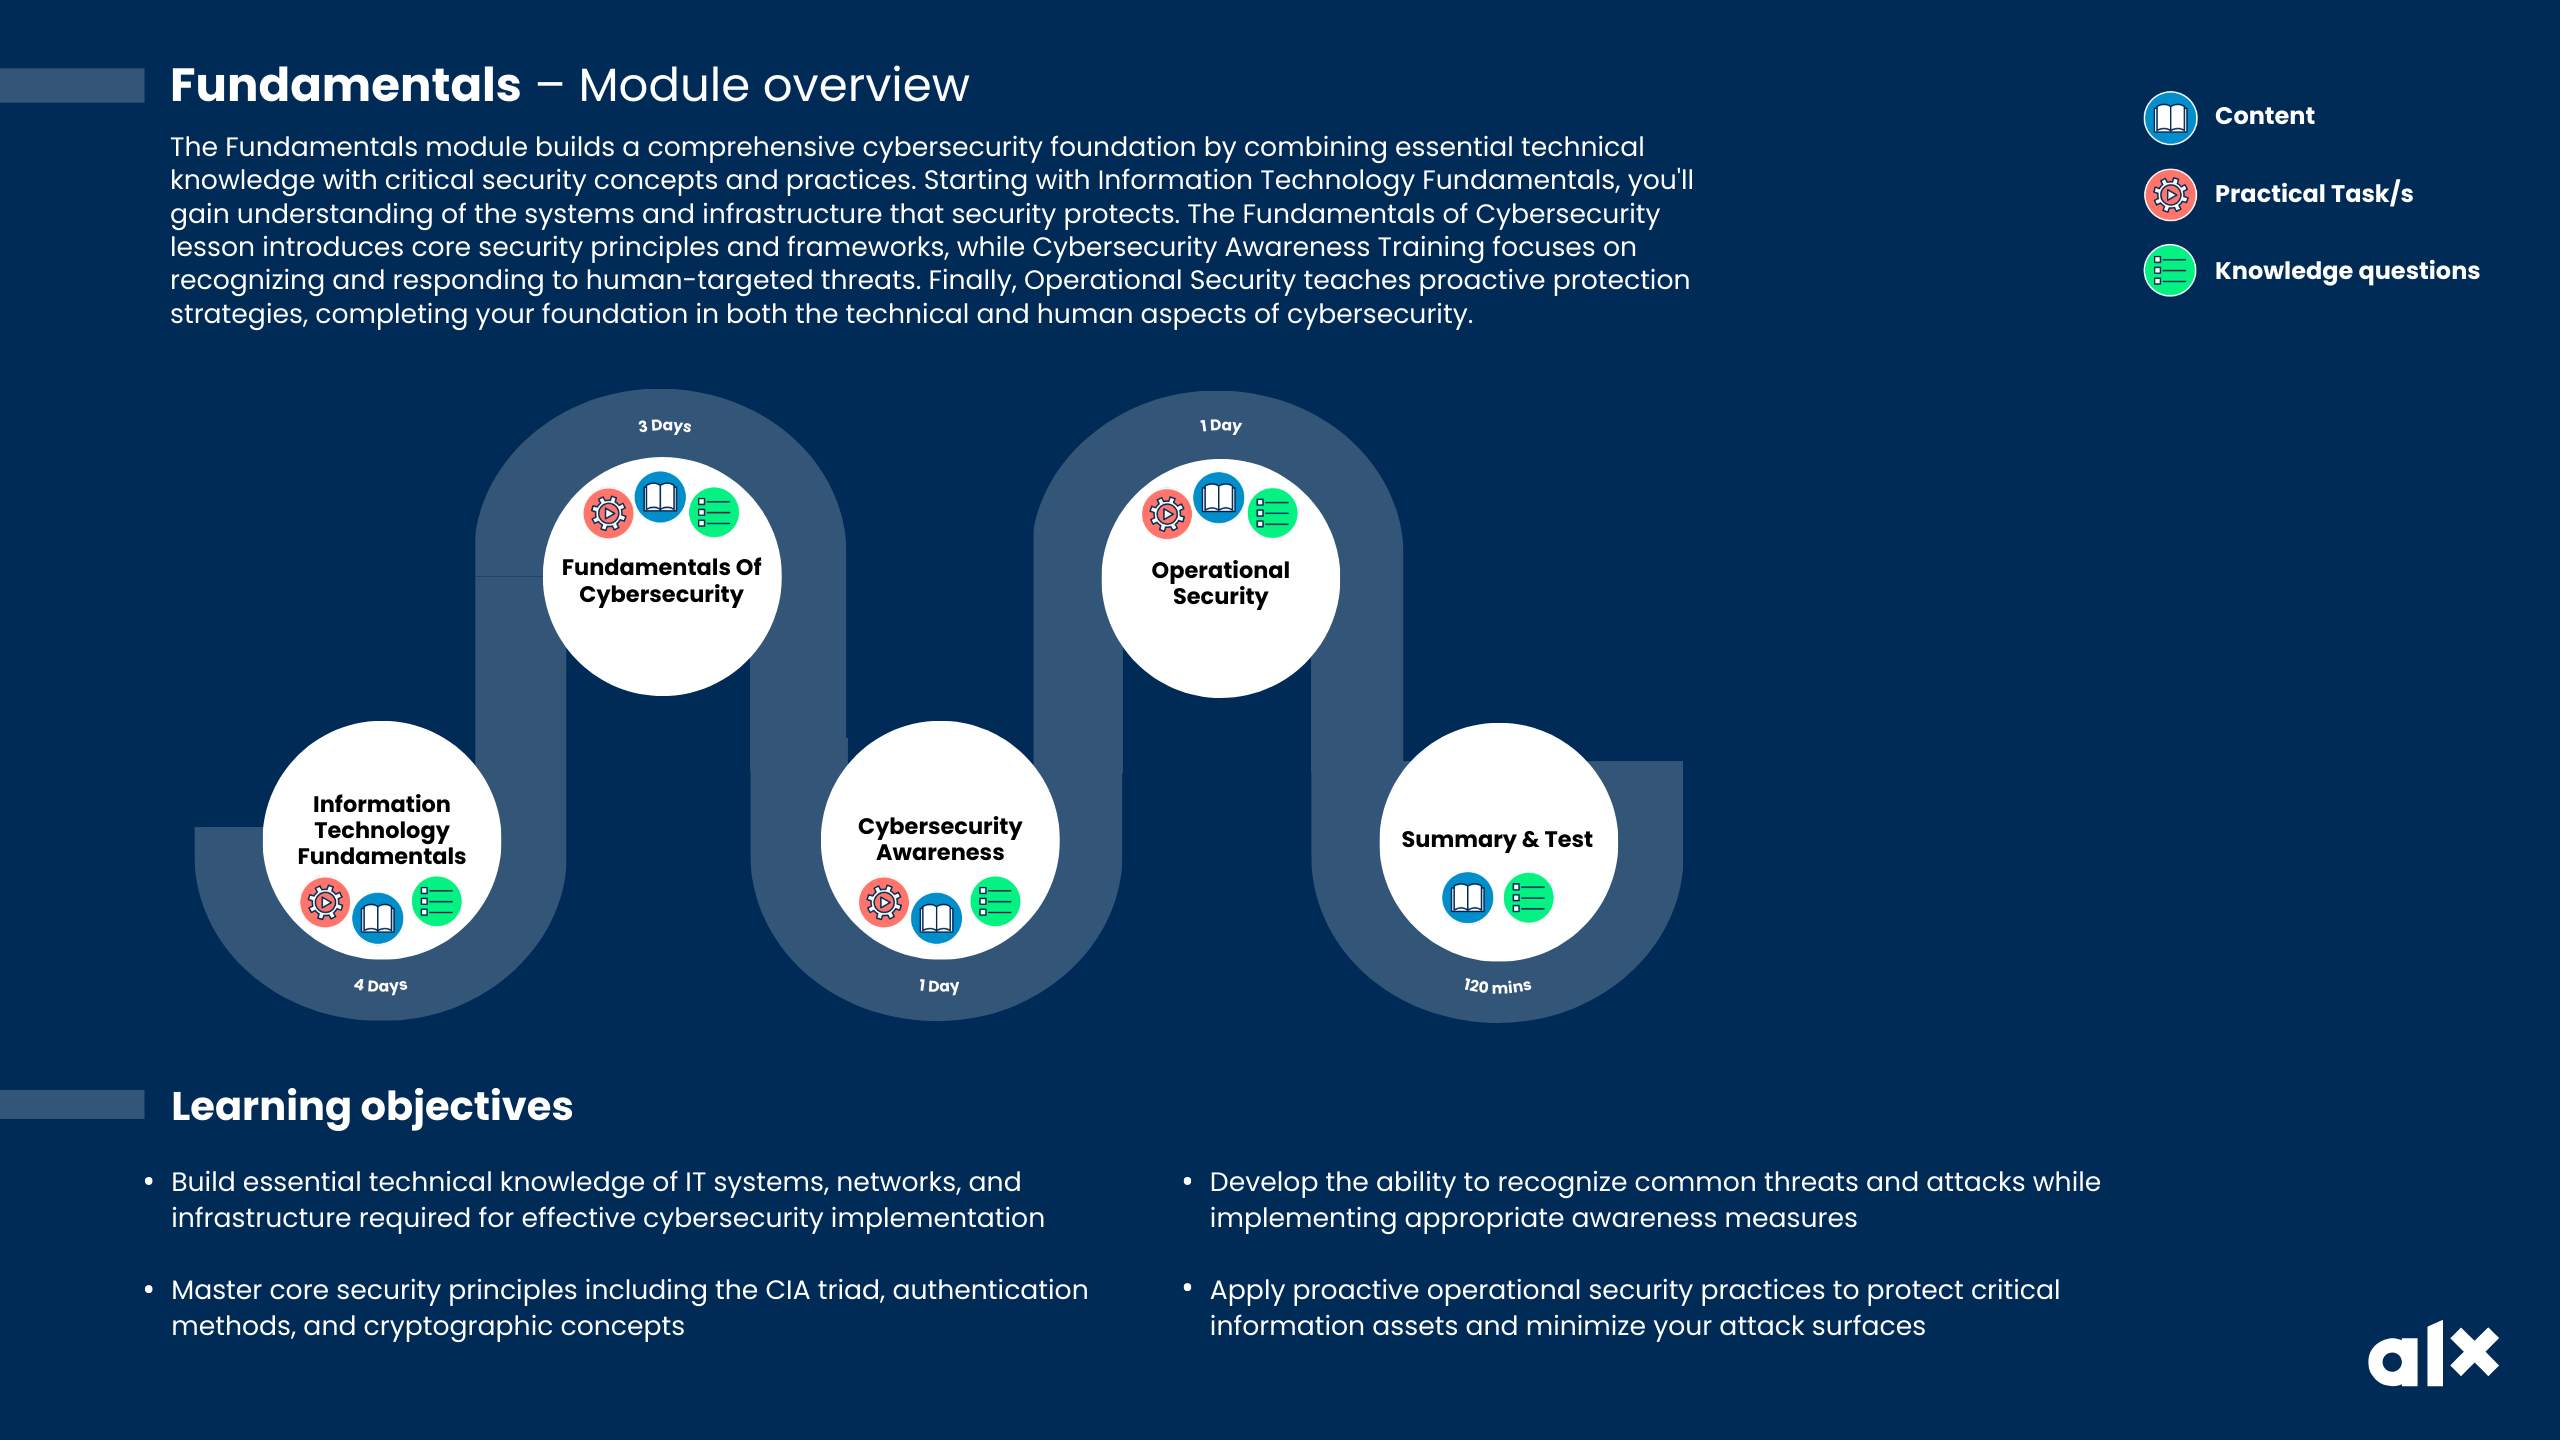 Fundamentals – Module overview
The Fundamentals module builds a comprehensive cybersecurity foundation by combining essential technical
knowledge with critical security concepts and practices. Starting with Information Technology Fundamentals, you'll
gain understanding of the systems and infrastructure that security protects. The Fundamentals of Cybersecurity
lesson introduces core security principles and frameworks, while Cybersecurity Awareness Training focuses on
recognizing and responding to human-targeted threats. Finally, Operational Security teaches proactive protection
strategies, completing your foundation in both the technical and human aspects of cybersecurity.
Content
Practical Task/s
Knowledge questions
3 Days
Fundamentals Of
Cybersecurity
1 Day
Operational
Security
Information
Technology
Fundamentals
4 Days
Cybersecurity
Awareness
1 Day
Summary & Test
120 mins
Learning objectives
• Build essential technical knowledge of IT systems, networks, and
infrastructure required for effective cybersecurity implementation
• Master core security principles including the CIA triad, authentication
methods, and cryptographic concepts
• Develop the ability to recognize common threats and attacks while
implementing appropriate awareness measures
• Apply proactive operational security practices to protect critical
information assets and minimize your attack surfaces
alx